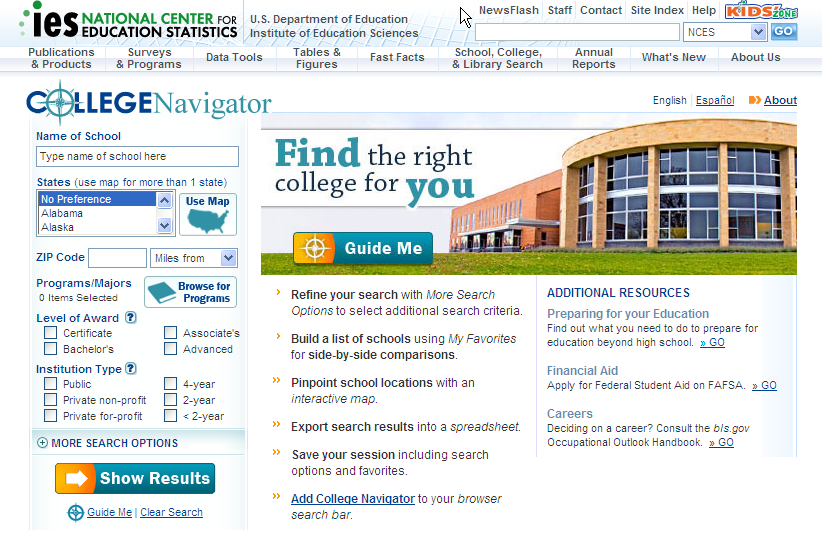 NewsFlash Staff Contact Site Index Help KIDS' ZONE
ies NATIONAL CENTER FOR EDUCATION STATISTICS
U.S. Department of Education
Institute of Education Sciences
NCES GO
Publications & Products
Surveys & Programs
Data Tools
Tables & Figures
Fast Facts
School, College, & Library Search
Annual Reports
What's New
About Us
COLLEGE Navigator
English Español About
Name of School
Type name of school here
States (use map for more than 1 state)
No Preference
Alabama
Alaska
Use Map
ZIP Code Miles from
Programs/Majors
0 Items Selected
Browse for Programs
Level of Award ?
Certificate Associate's
Bachelor's Advanced
Institution Type ?
Public 4-year
Private non-profit 2-year
Private for-profit < 2-year
MORE SEARCH OPTIONS
Show Results
Guide Me | Clear Search
Find the right
college for you
Guide Me
Refine your search with More Search
Options to select additional search criteria.
Build a list of schools using My Favorites
for side-by-side comparisons.
Pinpoint school locations with an
interactive map.
Export search results into a spreadsheet.
Save your session including search
options and favorites.
Add College Navigator to your browser
search bar.
ADDITIONAL RESOURCES
Preparing for your Education
Find out what you need to do to prepare for
education beyond high school. » GO
Financial Aid
Apply for Federal Student Aid on FAFSA. » GO
Careers
Deciding on a career? Consult the bls.gov
Occupational Outlook Handbook. » GO